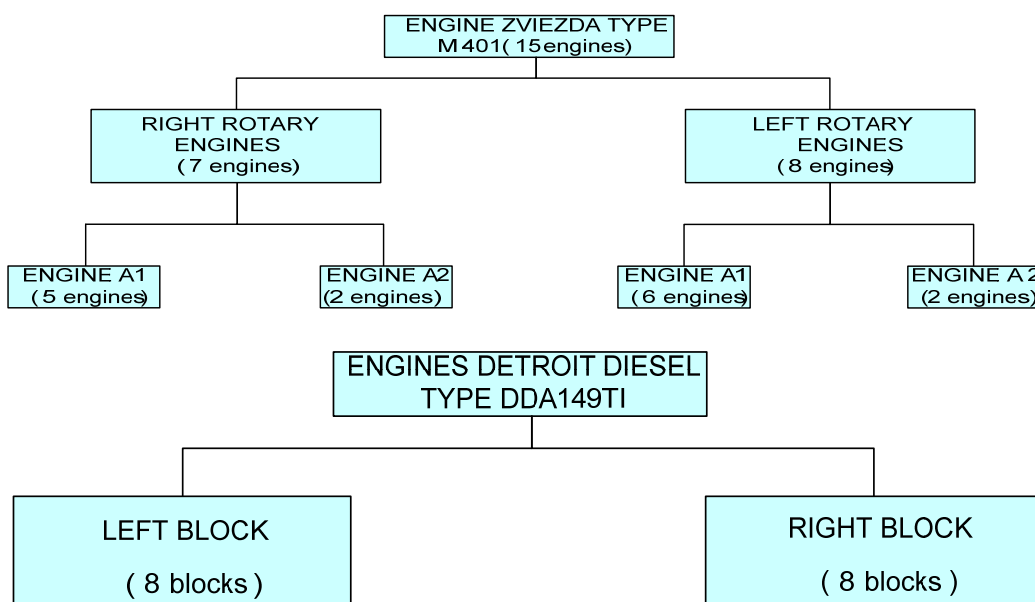 ENGINE ZVIEZDA TYPE
M 401( 15 engines)
RIGHT ROTARY
ENGINES
( 7 engines)
LEFT ROTARY
ENGINES
( 8 engines)
ENGINE A1
( 5 engines)
ENGINE A2
(2 engines)
ENGINE A1
( 6 engines)
ENGINE A 2
(2 engines)
ENGINES DETROIT DIESEL
TYPE DDA149TI
LEFT BLOCK
( 8 blocks )
RIGHT BLOCK
( 8 blocks )